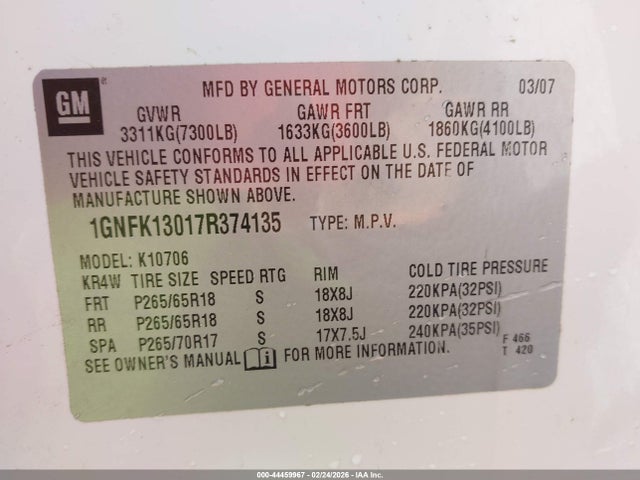 GM
MFD BY GENERAL MOTORS CORP. 03/07
GVWR GAWR FRT GAWR RR
3311KG(7300LB) 1633KG(3600LB) 1860KG(4100LB)
THIS VEHICLE CONFORMS TO ALL APPLICABLE U.S. FEDERAL MOTOR
VEHICLE SAFETY STANDARDS IN EFFECT ON THE DATE OF
MANUFACTURE SHOWN ABOVE.
1GNFK13017R374135 TYPE: M.P.V.
MODEL: K10706
KR4W TIRE SIZE SPEED RTG RIM COLD TIRE PRESSURE
FRT P265/65R18 S 18X8J 220KPA(32PSI)
RR P265/65R18 S 18X8J 220KPA(32PSI)
SPA P265/70R17 S 17X7.5J 240KPA(35PSI)
SEE OWNER'S MANUAL i FOR MORE INFORMATION.
F 466
T 420
000-44459967 - 02/24/2026 - IAA Inc.